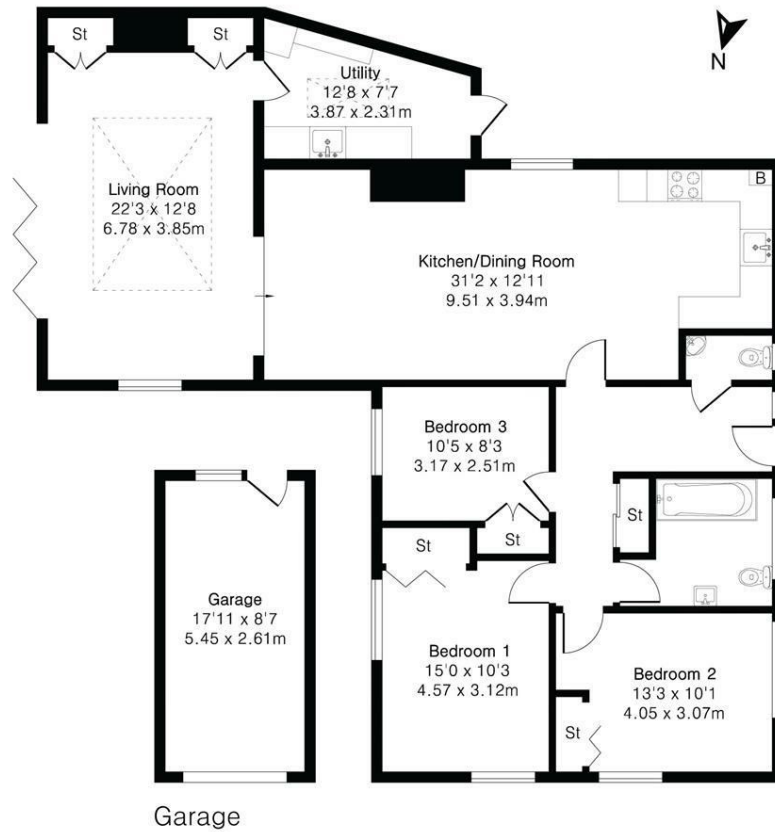 St
St
N
Utility
12'8 x 7'7
3.87 x 2.31m
B
Living Room
22'3 x 12'8
6.78 x 3.85m
Kitchen/Dining Room
31'2 x 12'11
9.51 x 3.94m
Bedroom 3
10'5 x 8'3
3.17 x 2.51m
St
St
St
Garage
17'11 x 8'7
5.45 x 2.61m
Bedroom 1
15'0 x 10'3
4.57 x 3.12m
Bedroom 2
13'3 x 10'1
4.05 x 3.07m
St
Garage